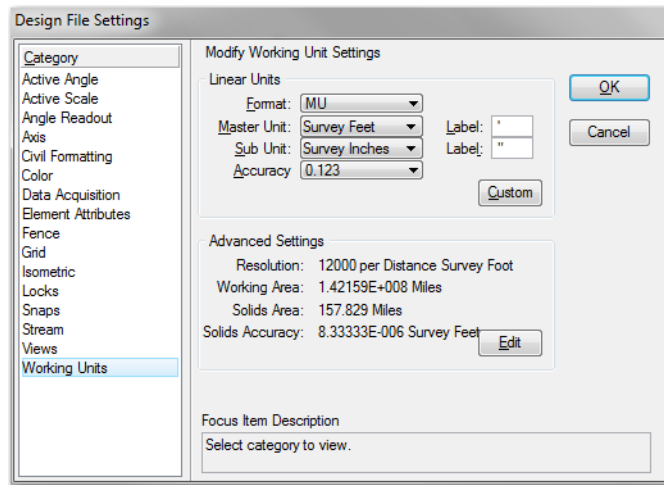 Design File Settings
Category
Active Angle
Active Scale
Angle Readout
Axis
Civil Formatting
Color
Data Acquisition
Element Attributes
Fence
Grid
Isometric
Locks
Snaps
Stream
Views
Working Units
Modify Working Unit Settings
Linear Units
Format: MU
Master Unit: Survey Feet Label: '
Sub Unit: Survey Inches Label: "
Accuracy 0.123
Custom
Advanced Settings
Resolution: 12000 per Distance Survey Foot
Working Area: 1.42159E+008 Miles
Solids Area: 157.829 Miles
Solids Accuracy: 8.33333E-006 Survey Feet
Edit
Focus Item Description
Select category to view.
OK
Cancel